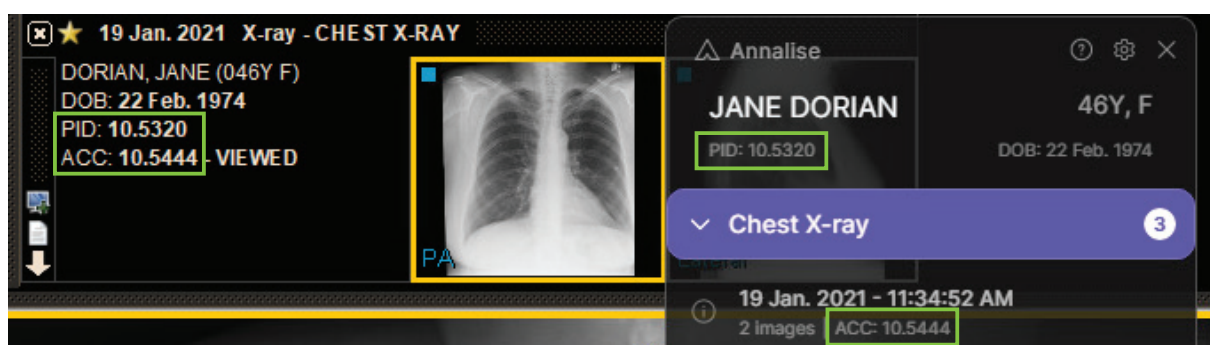 19 Jan. 2021 X-ray - CHEST X-RAY
DORIAN, JANE (046Y F)
DOB: 22 Feb. 1974
PID: 10.5320
ACC: 10.5444 - VIEWED
PA
Annalise
JANE DORIAN 46Y, F
PID: 10.5320 DOB: 22 Feb. 1974
Chest X-ray 3
Lateral
19 Jan. 2021 - 11:34:52 AM
2 images | ACC: 10.5444